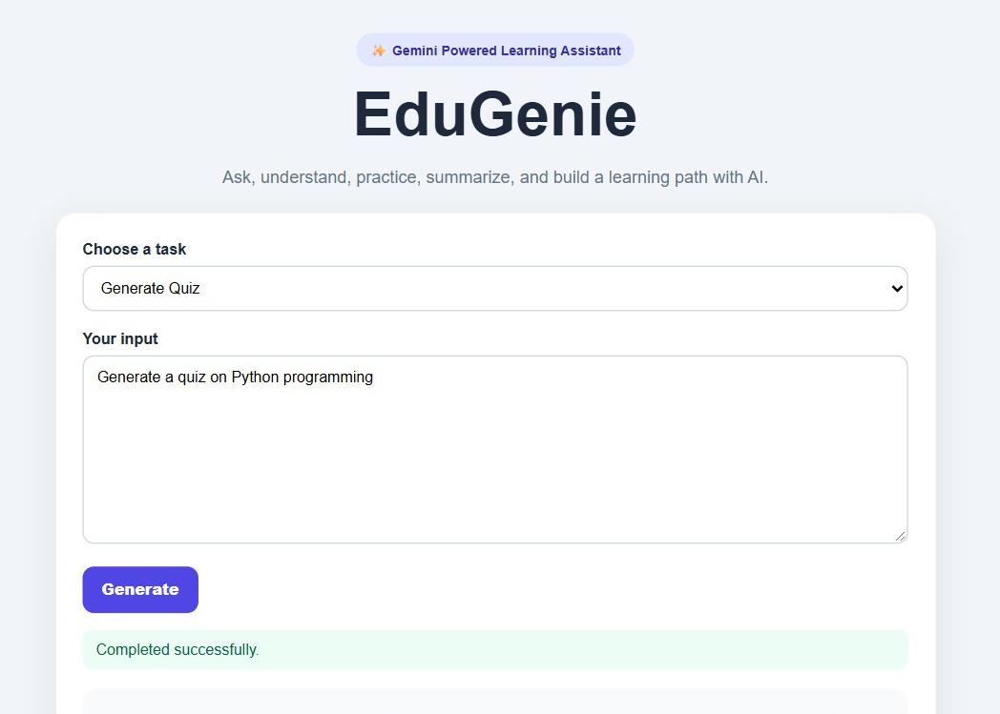 ✨ Gemini Powered Learning Assistant
EduGenie
Ask, understand, practice, summarize, and build a learning path with AI.
Choose a task
Generate Quiz
Your input
Generate a quiz on Python programming
Generate
Completed successfully.